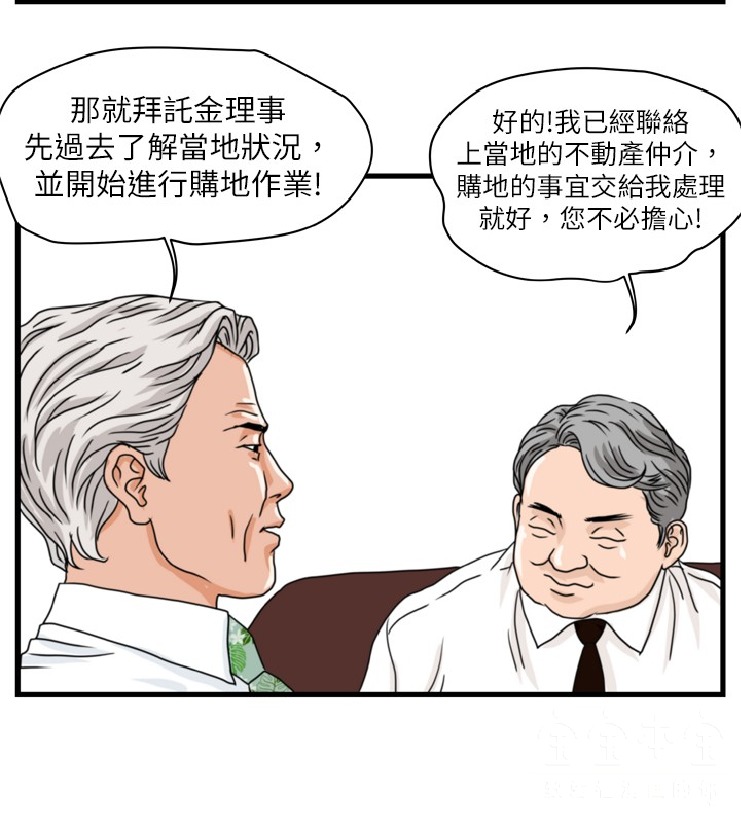 那就拜託金理事
先過去了解當地狀況，
並開始進行購地作業!
好的!我已經聯絡
上當地的不動產仲介，
購地的事宜交給我處理
就好，您不必擔心!